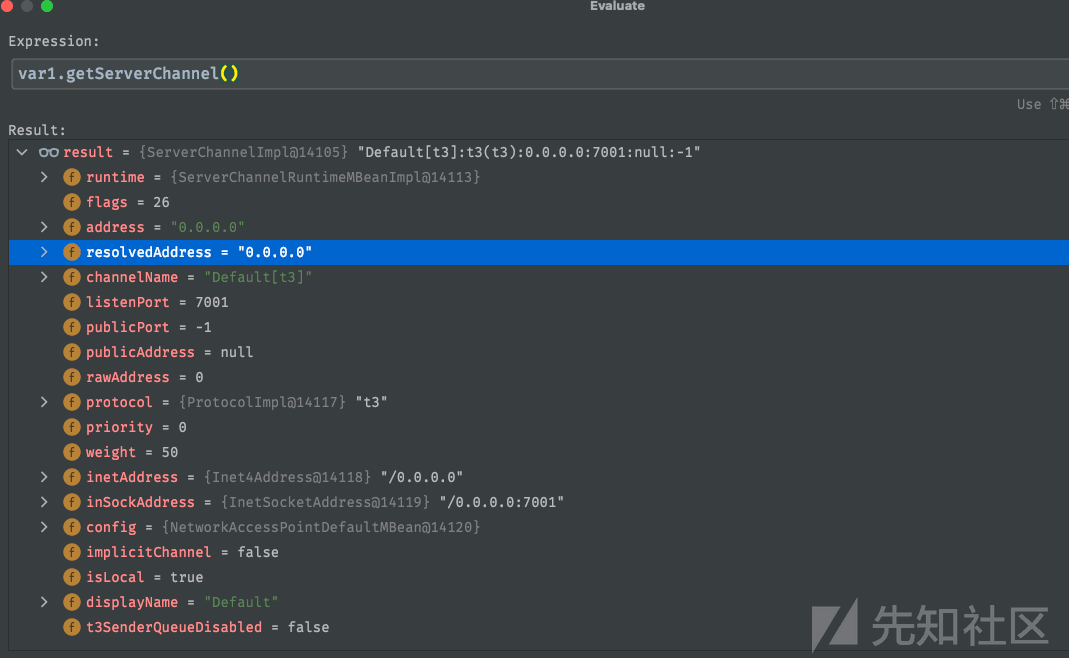 Evaluate
Expression:
var1.getServerChannel()
Use ⇧⌘
Result:
result = {ServerChannelImpl@14105} "Default[t3]:t3(t3):0.0.0.0:7001:null:-1"
f runtime = {ServerChannelRuntimeMBeanImpl@14113}
f flags = 26
f address = "0.0.0.0"
f resolvedAddress = "0.0.0.0"
f channelName = "Default[t3]"
f listenPort = 7001
f publicPort = -1
f publicAddress = null
f rawAddress = 0
f protocol = {ProtocolImpl@14117} "t3"
f priority = 0
f weight = 50
f inetAddress = {Inet4Address@14118} "/0.0.0.0"
f inSockAddress = {InetSocketAddress@14119} "/0.0.0.0:7001"
f config = {NetworkAccessPointDefaultMBean@14120}
f implicitChannel = false
f isLocal = true
f displayName = "Default"
f t3SenderQueueDisabled = false
先知社区